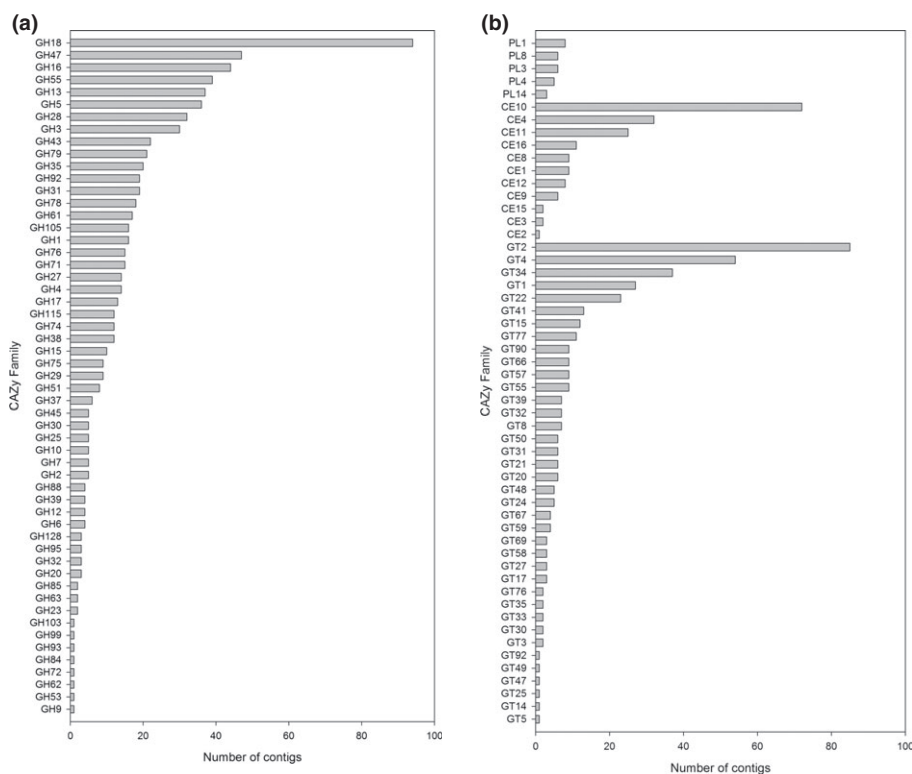 (a)
GH18
GH47
GH16
GH55
GH13
GH5
GH28
GH3
GH43
GH79
GH35
GH92
GH31
GH78
GH61
GH105
GH1
GH76
GH71
GH27
GH4
GH17
GH115
GH74
GH38
GH15
GH75
GH29
GH51
GH37
GH45
GH30
GH25
GH10
GH7
GH2
GH88
GH39
GH12
GH6
GH128
GH95
GH32
GH20
GH85
GH63
GH23
GH103
GH99
GH93
GH84
GH72
GH62
GH53
GH9
CAZy Family
0 20 40 60 80 100
Number of contigs
(b)
PL1
PL8
PL3
PL4
PL14
CE10
CE4
CE11
CE16
CE8
CE1
CE12
CE9
CE15
CE3
CE2
GT2
GT4
GT34
GT1
GT22
GT41
GT15
GT77
GT90
GT66
GT57
GT55
GT39
GT32
GT8
GT50
GT31
GT21
GT20
GT48
GT24
GT67
GT59
GT69
GT58
GT27
GT17
GT76
GT35
GT33
GT30
GT3
GT92
GT49
GT47
GT25
GT14
GT5
CAZy Family
0 20 40 60 80 100
Number of contigs